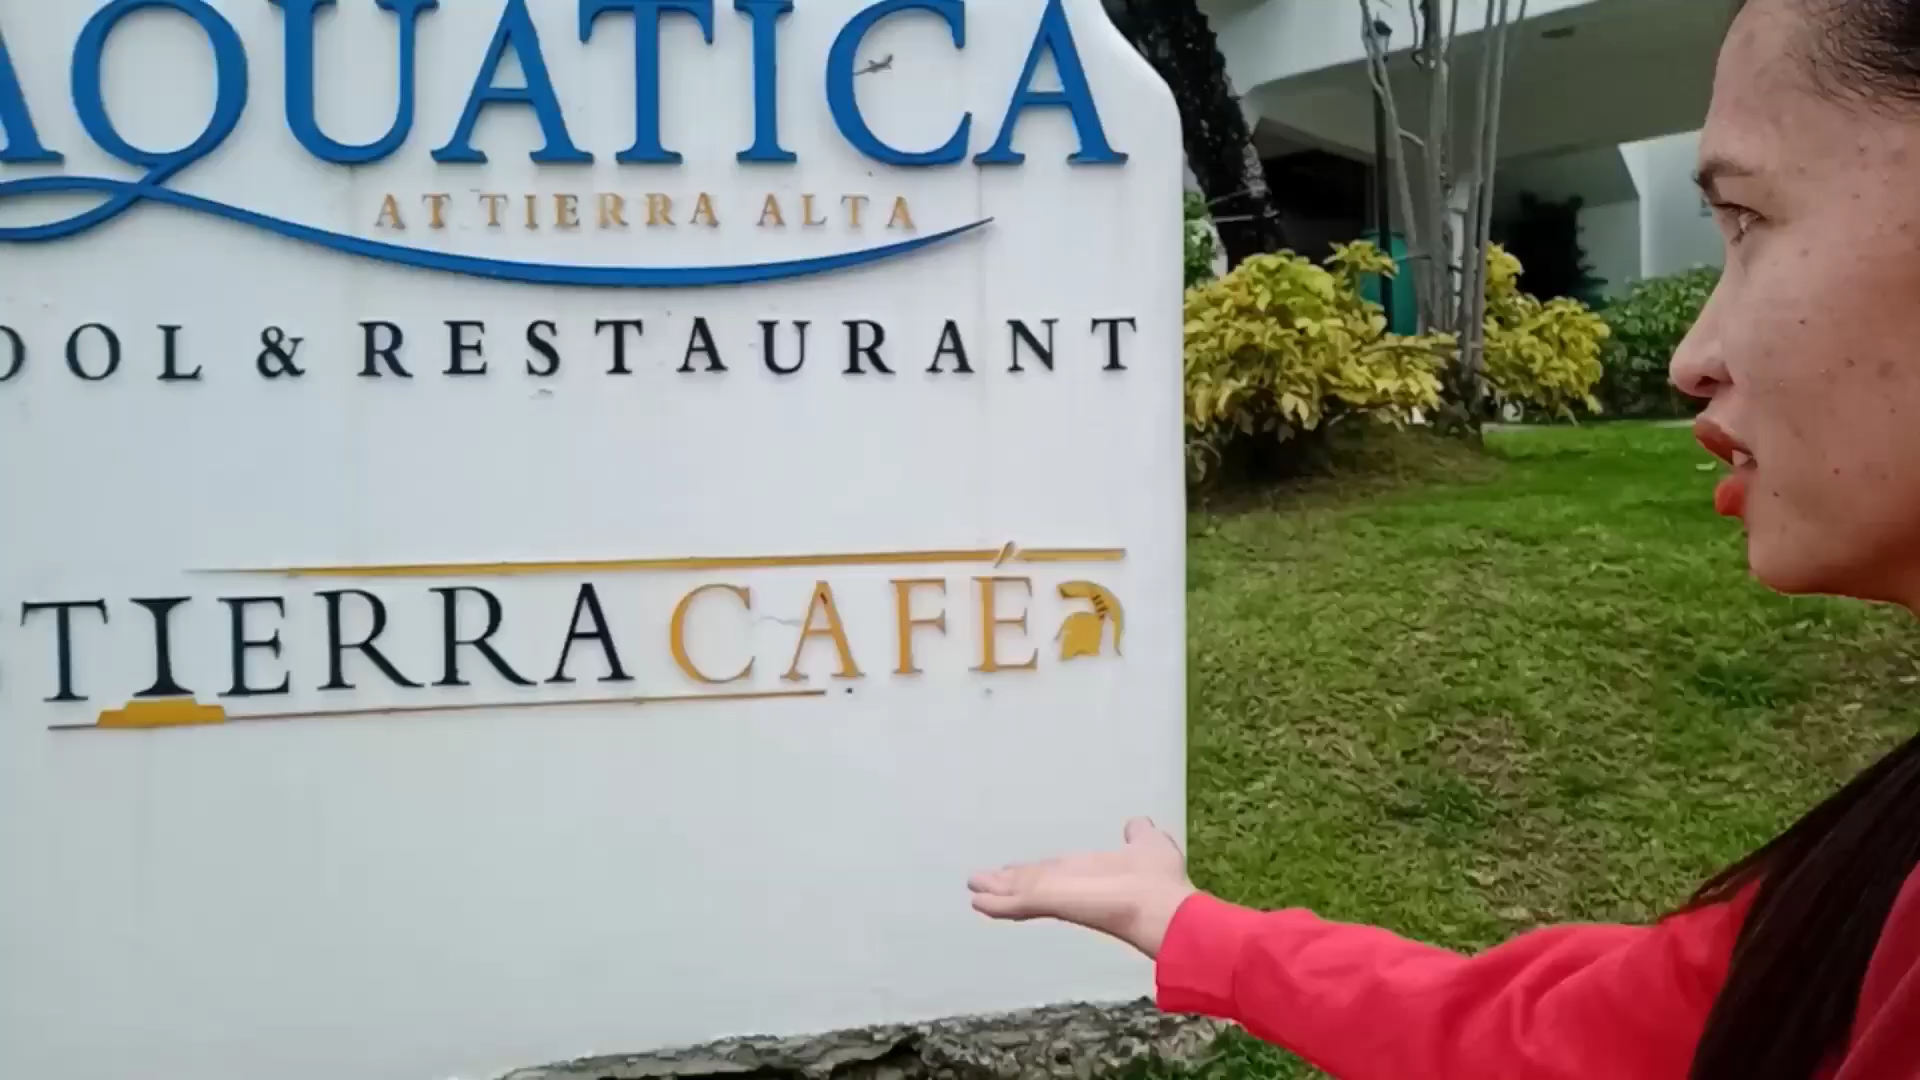 AQUATICA
AT TIERRA ALTA
OOL & RESTAURANT
TIERRA CAFÉ